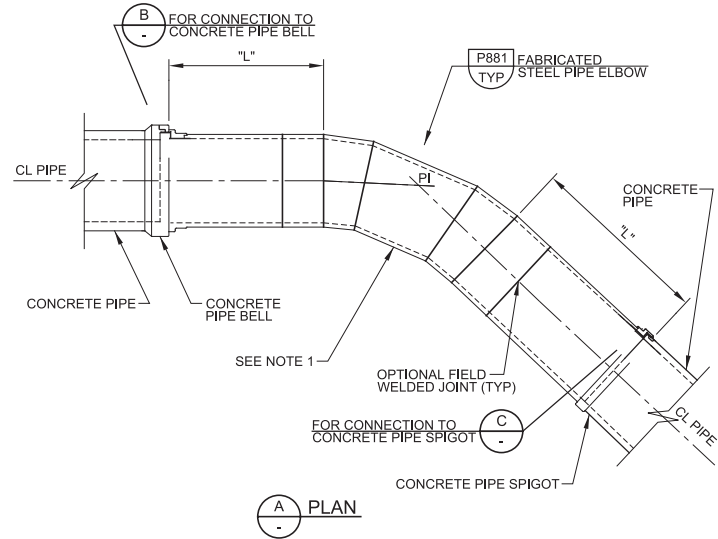 B
-
FOR CONNECTION TO
CONCRETE PIPE BELL
"L"
P881
TYP
FABRICATED
STEEL PIPE ELBOW
CL PIPE
PI
CONCRETE
PIPE
"L"
CONCRETE PIPE
CONCRETE
PIPE BELL
SEE NOTE 1
OPTIONAL FIELD
WELDED JOINT (TYP)
FOR CONNECTION TO
CONCRETE PIPE SPIGOT
C
-
CL PIPE
CONCRETE PIPE SPIGOT
A
-
PLAN